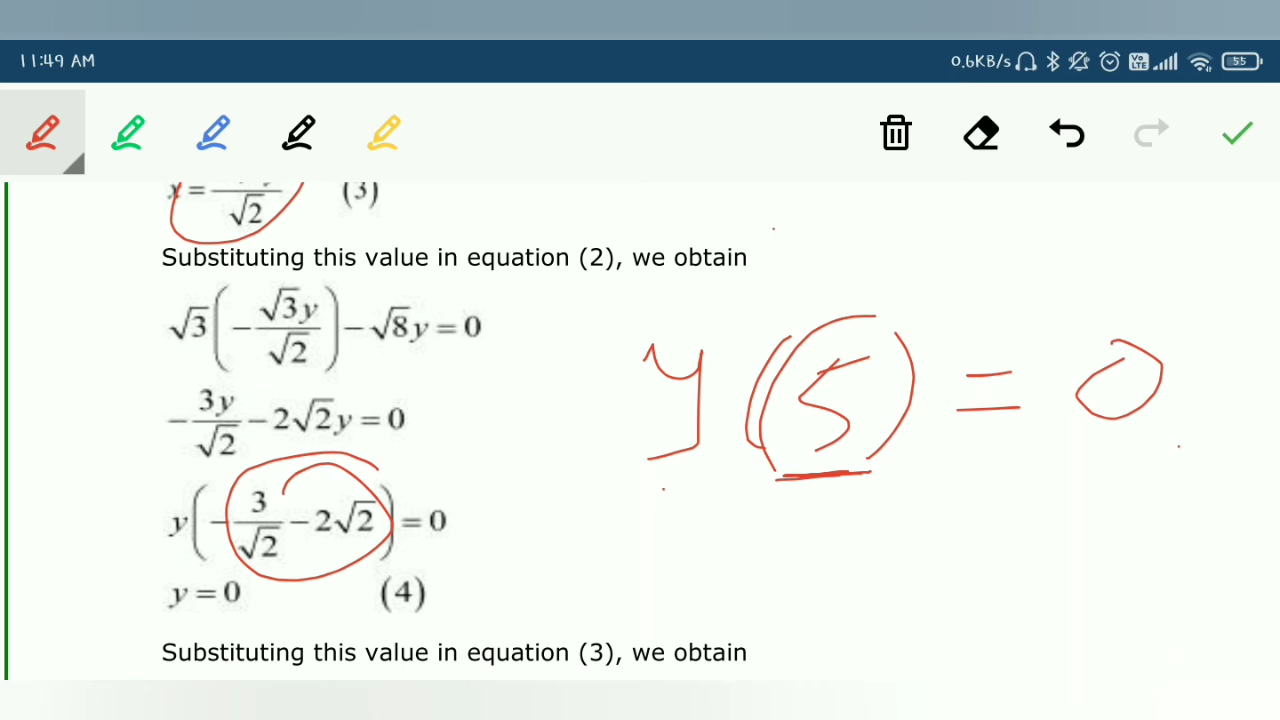 11:49 AM 0.6KB/s Vo LTE 55
x = √2 (3)
Substituting this value in equation (2), we obtain
√3(-√3y/√2) - √8y = 0
-3y/√2 - 2√2y = 0
y(-3/√2 - 2√2) = 0
y = 0 (4)
Substituting this value in equation (3), we obtain
y((5) = 0